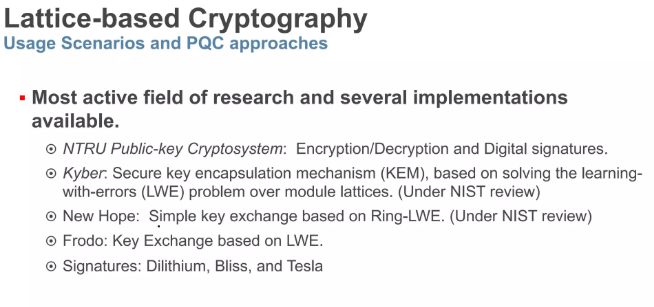 Lattice-based Cryptography
Usage Scenarios and PQC approaches
▪ Most active field of research and several implementations
available.
⦿ NTRU Public-key Cryptosystem: Encryption/Decryption and Digital signatures.
⦿ Kyber: Secure key encapsulation mechanism (KEM), based on solving the learning-
with-errors (LWE) problem over module lattices. (Under NIST review)
⦿ New Hope: Simple key exchange based on Ring-LWE. (Under NIST review)
⦿ Frodo: Key Exchange based on LWE.
⦿ Signatures: Dilithium, Bliss, and Tesla